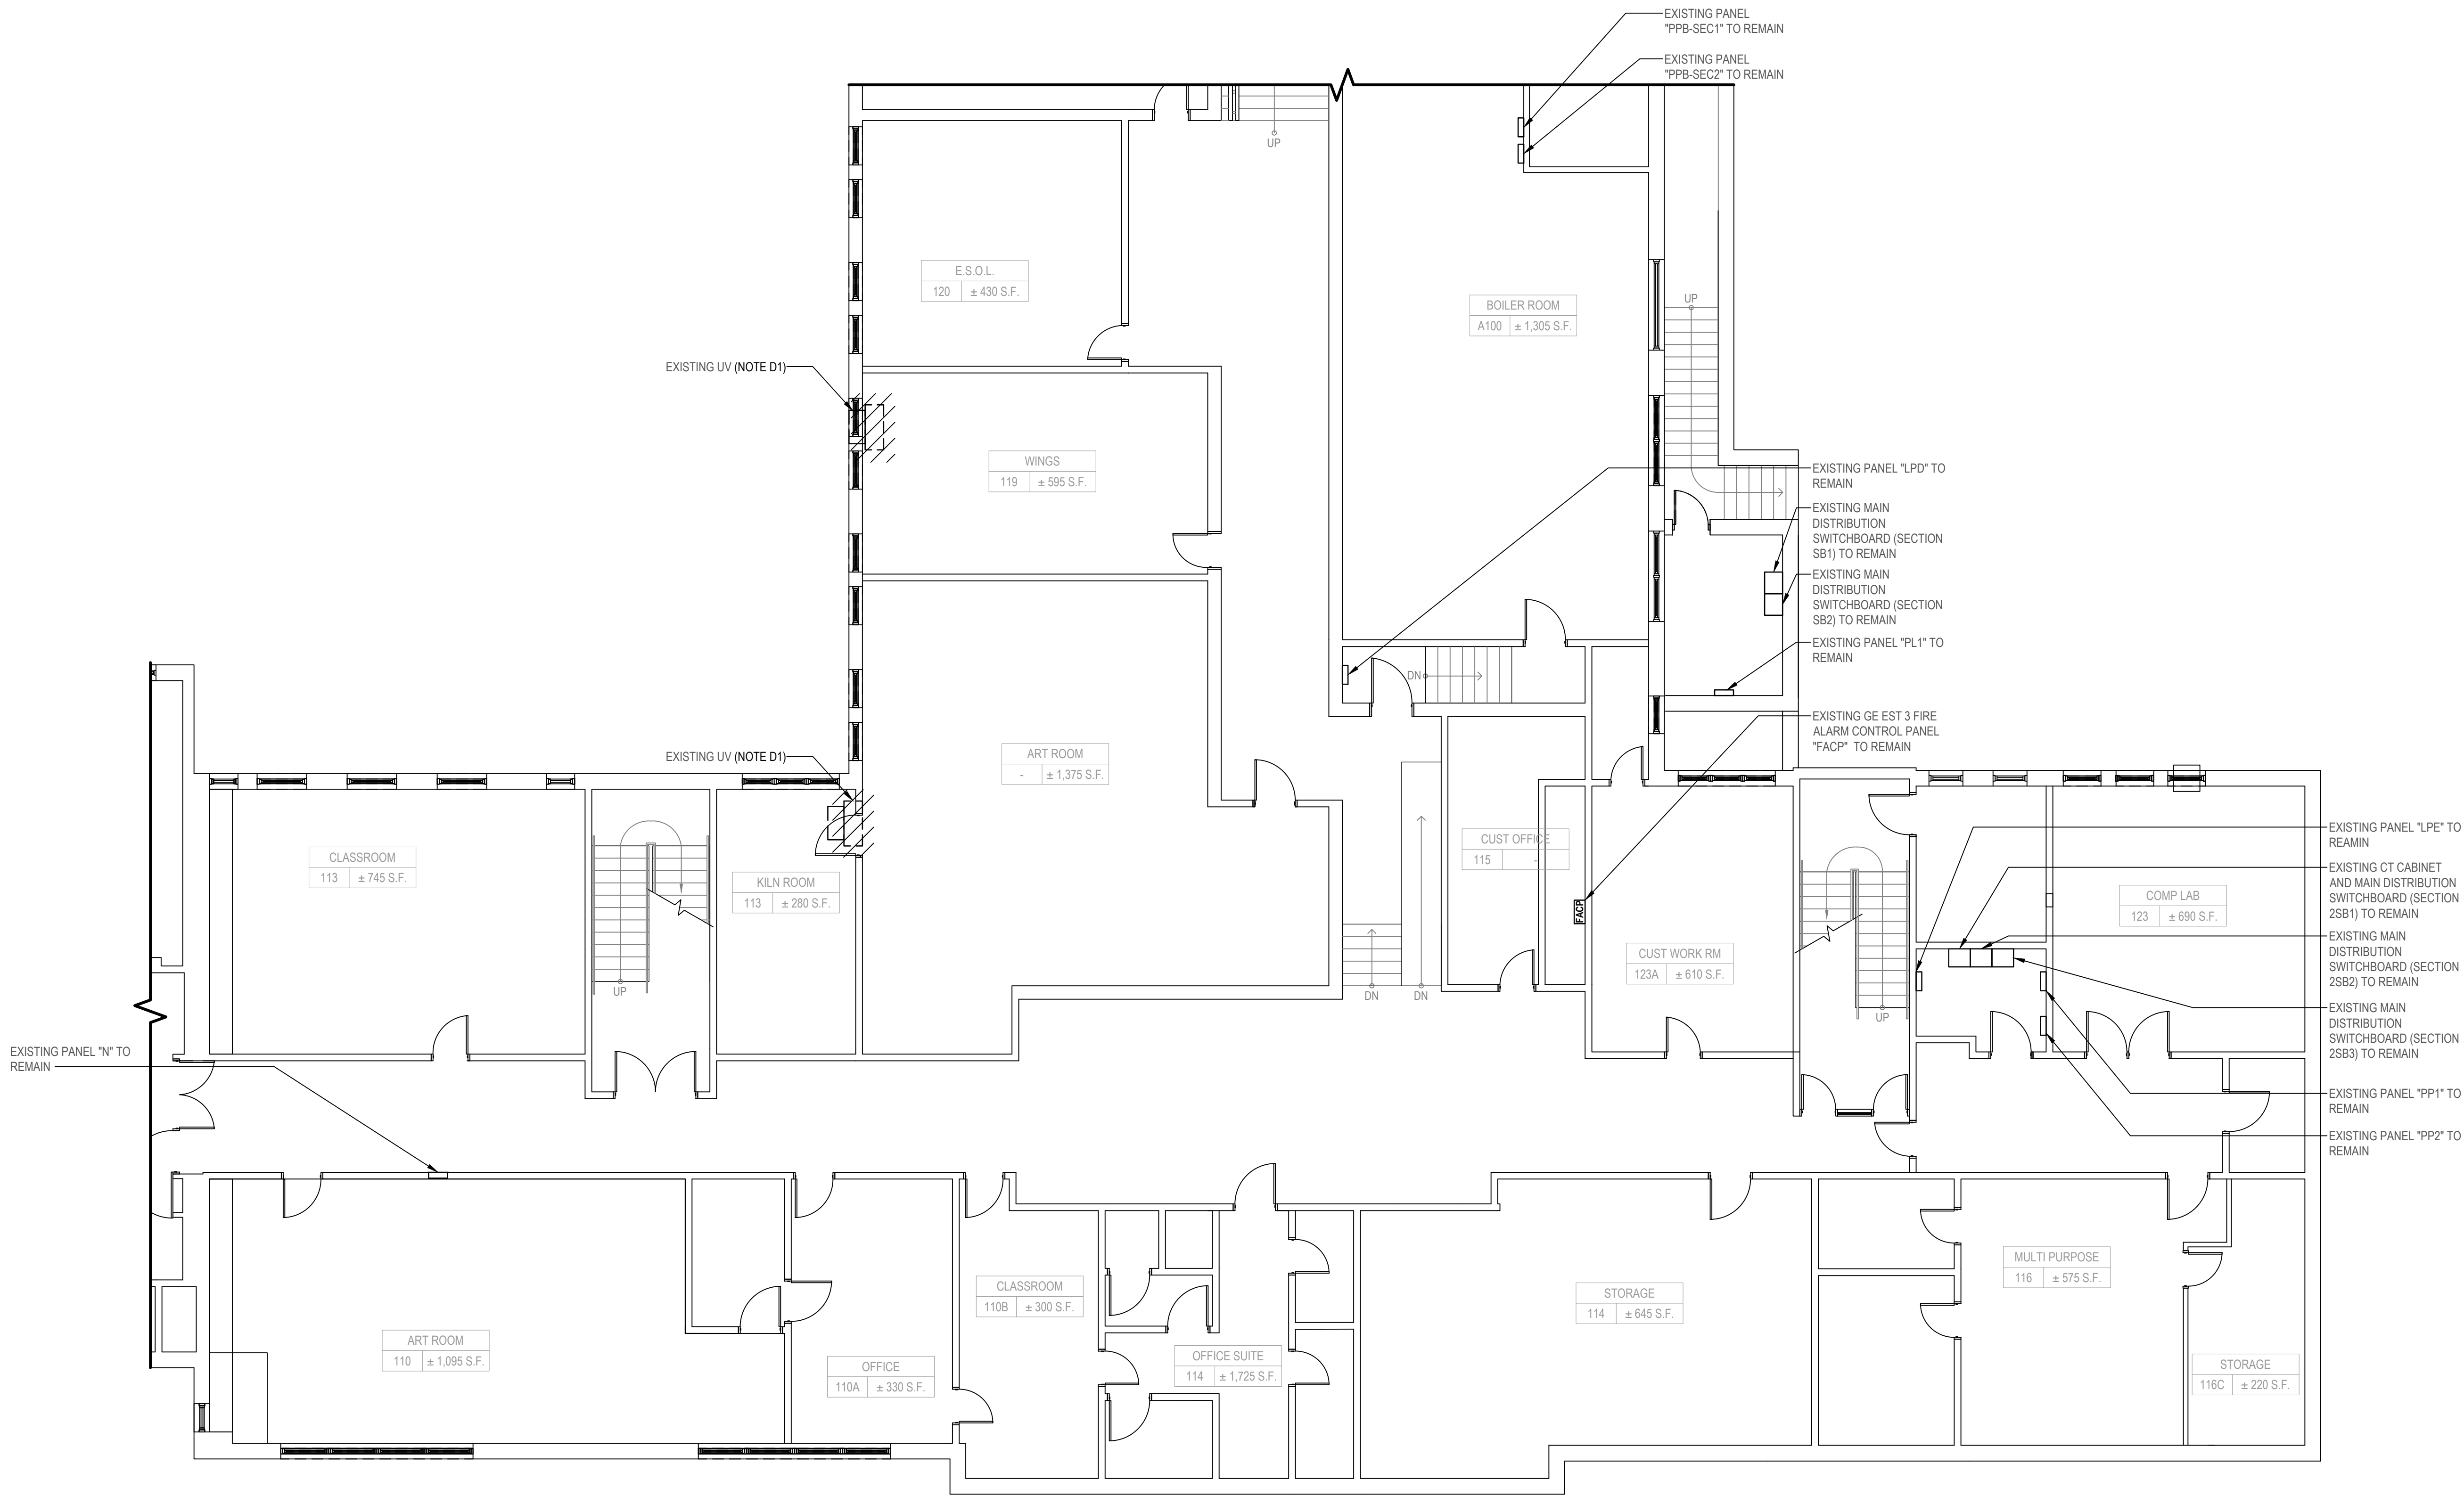 EXISTING PANEL
"PPB-SEC1" TO REMAIN
EXISTING PANEL
"PPB-SEC2" TO REMAIN
UP
E.S.O.L.
120 ± 430 S.F.
BOILER ROOM
A100 ± 1,305 S.F.
UP
EXISTING UV (NOTE D1)
WINGS
119 ± 595 S.F.
EXISTING PANEL "LPD" TO
REMAIN
EXISTING MAIN
DISTRIBUTION
SWITCHBOARD (SECTION
SB1) TO REMAIN
EXISTING MAIN
DISTRIBUTION
SWITCHBOARD (SECTION
SB2) TO REMAIN
EXISTING PANEL "PL1" TO
REMAIN
DN
EXISTING GE EST 3 FIRE
ALARM CONTROL PANEL
"FACP" TO REMAIN
EXISTING UV (NOTE D1)
ART ROOM
- ± 1,375 S.F.
CLASSROOM
113 ± 745 S.F.
KILN ROOM
113 ± 280 S.F.
CUST OFFICE
115 -
FACP
CUST WORK RM
123A ± 610 S.F.
COMP LAB
123 ± 690 S.F.
EXISTING PANEL "LPE" TO
REAMIN
EXISTING CT CABINET
AND MAIN DISTRIBUTION
SWITCHBOARD (SECTION
2SB1) TO REMAIN
EXISTING MAIN
DISTRIBUTION
SWITCHBOARD (SECTION
2SB2) TO REMAIN
EXISTING MAIN
DISTRIBUTION
SWITCHBOARD (SECTION
2SB3) TO REMAIN
EXISTING PANEL "PP1" TO
REMAIN
EXISTING PANEL "PP2" TO
REMAIN
UP
DN
DN
UP
EXISTING PANEL "N" TO
REMAIN
ART ROOM
110 ± 1,095 S.F.
OFFICE
110A ± 330 S.F.
CLASSROOM
110B ± 300 S.F.
OFFICE SUITE
114 ± 1,725 S.F.
STORAGE
114 ± 645 S.F.
MULTI PURPOSE
116 ± 575 S.F.
STORAGE
116C ± 220 S.F.